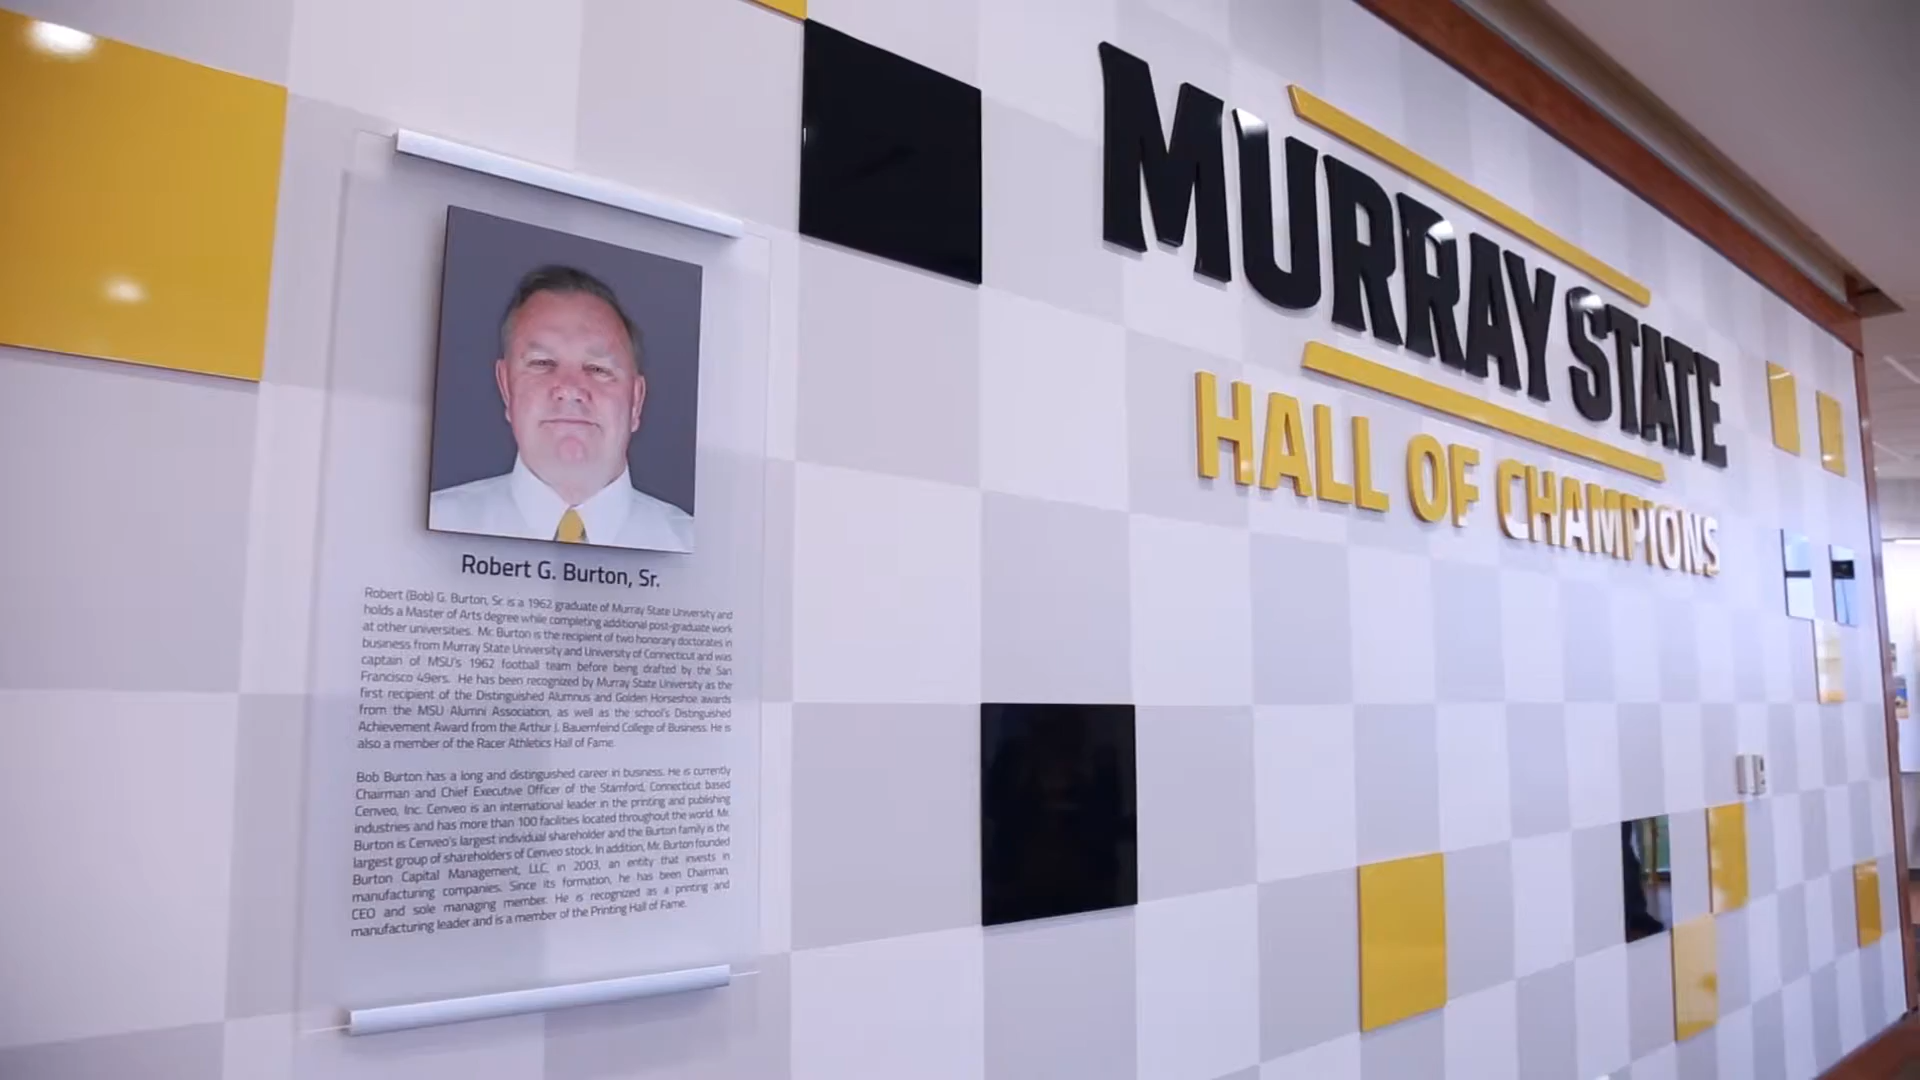 MURRAY STATE
HALL OF CHAMPIONS
Robert G. Burton, Sr.
Robert (Bob) G. Burton, Sr. is a 1962 graduate of Murray State University and
holds a Master of Arts degree while completing additional post-graduate work
at other universities. Mr. Burton is the recipient of two honorary doctorates in
business from Murray State University and University of Connecticut and was
captain of MSU's 1962 football team before being drafted by the San
Francisco 49ers. He has been recognized by Murray State University as the
first recipient of the Distinguished Alumnus and Golden Horseshoe awards
from the MSU Alumni Association, as well as the school's Distinguished
Achievement Award from the Arthur J. Bauernfeind College of Business. He is
also a member of the Racer Athletics Hall of Fame.
Bob Burton has a long and distinguished career in business. He is currently
Chairman and Chief Executive Officer of the Stamford, Connecticut based
Cenveo, Inc. Cenveo is an international leader in the printing and publishing
industries and has more than 100 facilities located throughout the world. Mr.
Burton is Cenveo's largest individual shareholder and the Burton family is the
largest group of shareholders of Cenveo stock. In addition, Mr. Burton founded
Burton Capital Management, LLC, in 2003, an entity that invests in
manufacturing companies. Since its formation, he has been Chairman,
CEO and sole managing member. He is recognized as a printing and
manufacturing leader and is a member of the Printing Hall of Fame.